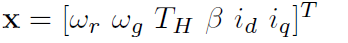 𝐱 = [ω_r ω_g T_H β i_d i_q]^T